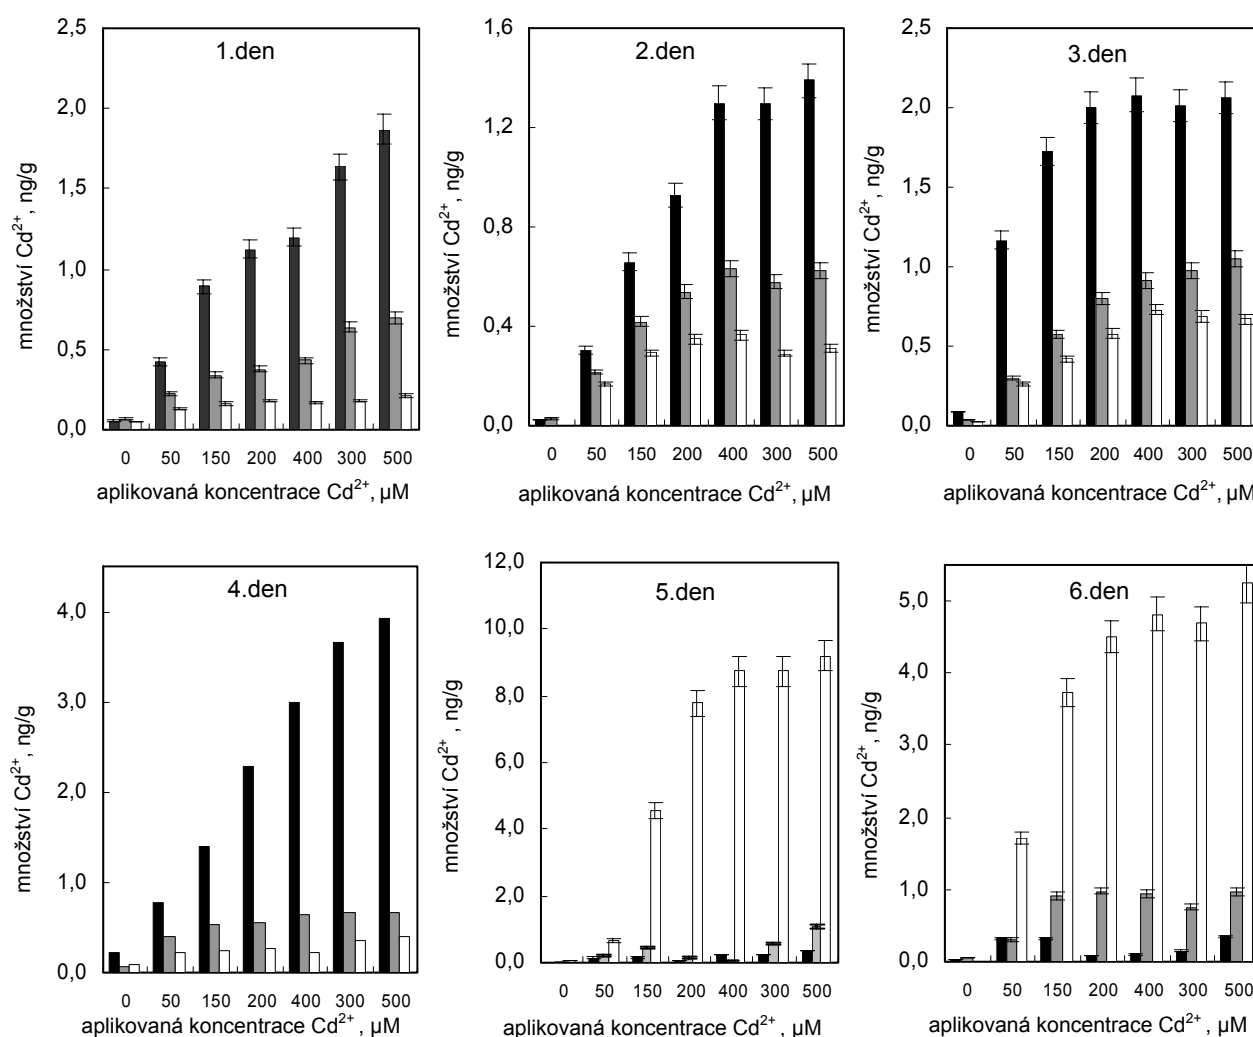 1.den
množství Cd2+, ng/g
2,5
2,0
1,5
1,0
0,5
0,0
0 50 150 200 400 300 500
aplikovaná koncentrace Cd2+, µM
2.den
množství Cd2+, ng/g
1,6
1,2
0,8
0,4
0,0
0 50 150 200 400 300 500
aplikovaná koncentrace Cd2+, µM
3.den
množství Cd2+, ng/g
2,5
2,0
1,5
1,0
0,5
0,0
0 50 150 200 400 300 500
aplikovaná koncentrace Cd2+, µM
4.den
množství Cd2+, ng/g
4,0
3,0
2,0
1,0
0,0
0 50 150 200 400 300 500
aplikovaná koncentrace Cd2+, µM
5.den
množství Cd2+, ng/g
12,0
10,0
8,0
6,0
4,0
2,0
0,0
0 50 150 200 400 300 500
aplikovaná koncentrace Cd2+, µM
6.den
množství Cd2+, ng/g
5,0
4,0
3,0
2,0
1,0
0,0
0 50 150 200 400 300 500
aplikovaná koncentrace Cd2+, µM